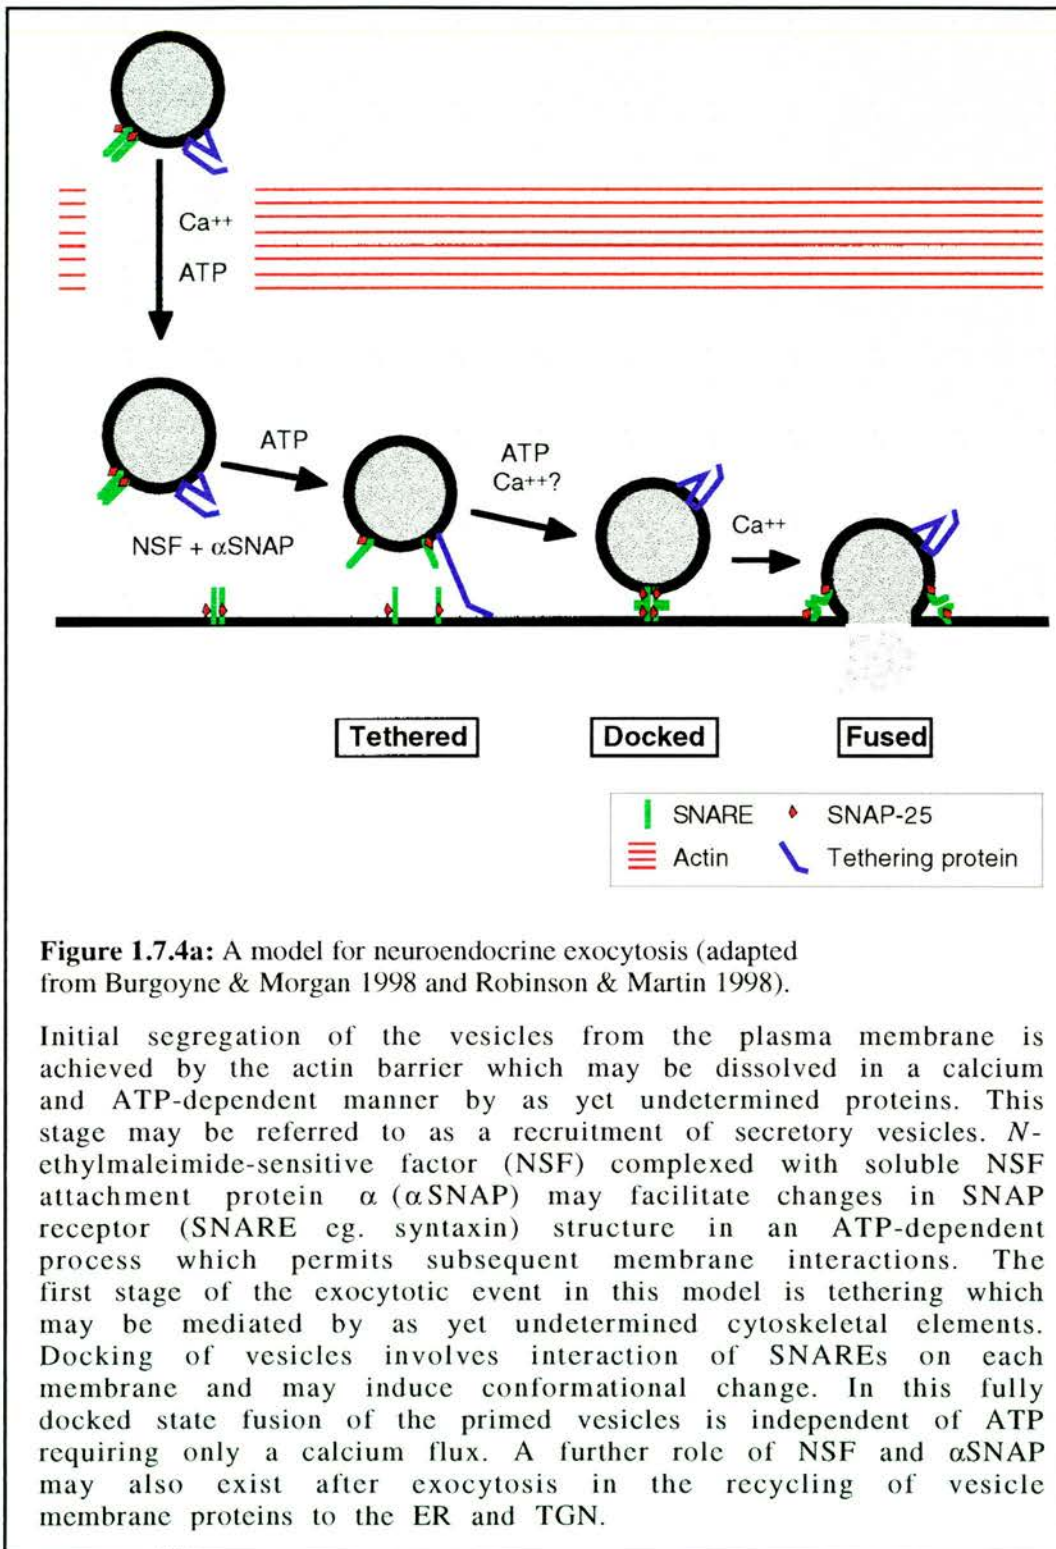 Ca++
ATP
ATP
ATP
Ca++?
Ca++
NSF + αSNAP
Tethered
Docked
Fused
SNARE
SNAP-25
Actin
Tethering protein
Figure 1.7.4a: A model for neuroendocrine exocytosis (adapted
from Burgoyne & Morgan 1998 and Robinson & Martin 1998).
Initial segregation of the vesicles from the plasma membrane is
achieved by the actin barrier which may be dissolved in a calcium
and ATP-dependent manner by as yet undetermined proteins. This
stage may be referred to as a recruitment of secretory vesicles. N-
ethylmaleimide-sensitive factor (NSF) complexed with soluble NSF
attachment protein α (αSNAP) may facilitate changes in SNAP
receptor (SNARE eg. syntaxin) structure in an ATP-dependent
process which permits subsequent membrane interactions. The
first stage of the exocytotic event in this model is tethering which
may be mediated by as yet undetermined cytoskeletal elements.
Docking of vesicles involves interaction of SNAREs on each
membrane and may induce conformational change. In this fully
docked state fusion of the primed vesicles is independent of ATP
requiring only a calcium flux. A further role of NSF and αSNAP
may also exist after exocytosis in the recycling of vesicle
membrane proteins to the ER and TGN.